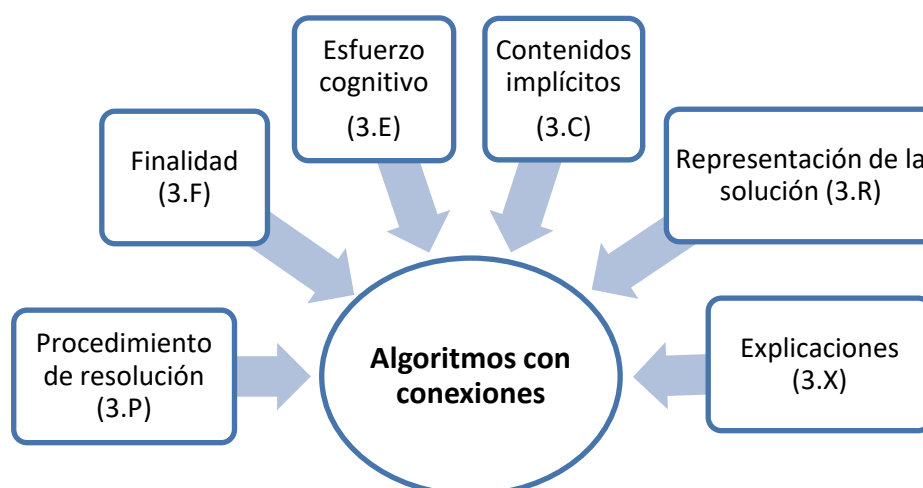 Esfuerzo
cognitivo
(3.E)
Contenidos
implícitos
(3.C)
Finalidad
(3.F)
Representación de la
solución (3.R)
Procedimiento
de resolución
(3.P)
Algoritmos con
conexiones
Explicaciones
(3.X)